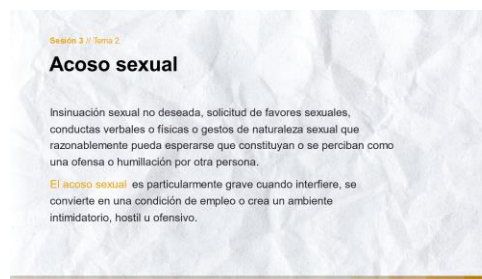 Sesión 3 // Tema 2
Acoso sexual
Insinuación sexual no deseada, solicitud de favores sexuales,
conductas verbales o físicas o gestos de naturaleza sexual que
razonablemente pueda esperarse que constituyan o se perciban como
una ofensa o humillación por otra persona.
El acoso sexual es particularmente grave cuando interfiere, se
convierte en una condición de empleo o crea un ambiente
intimidatorio, hostil u ofensivo.